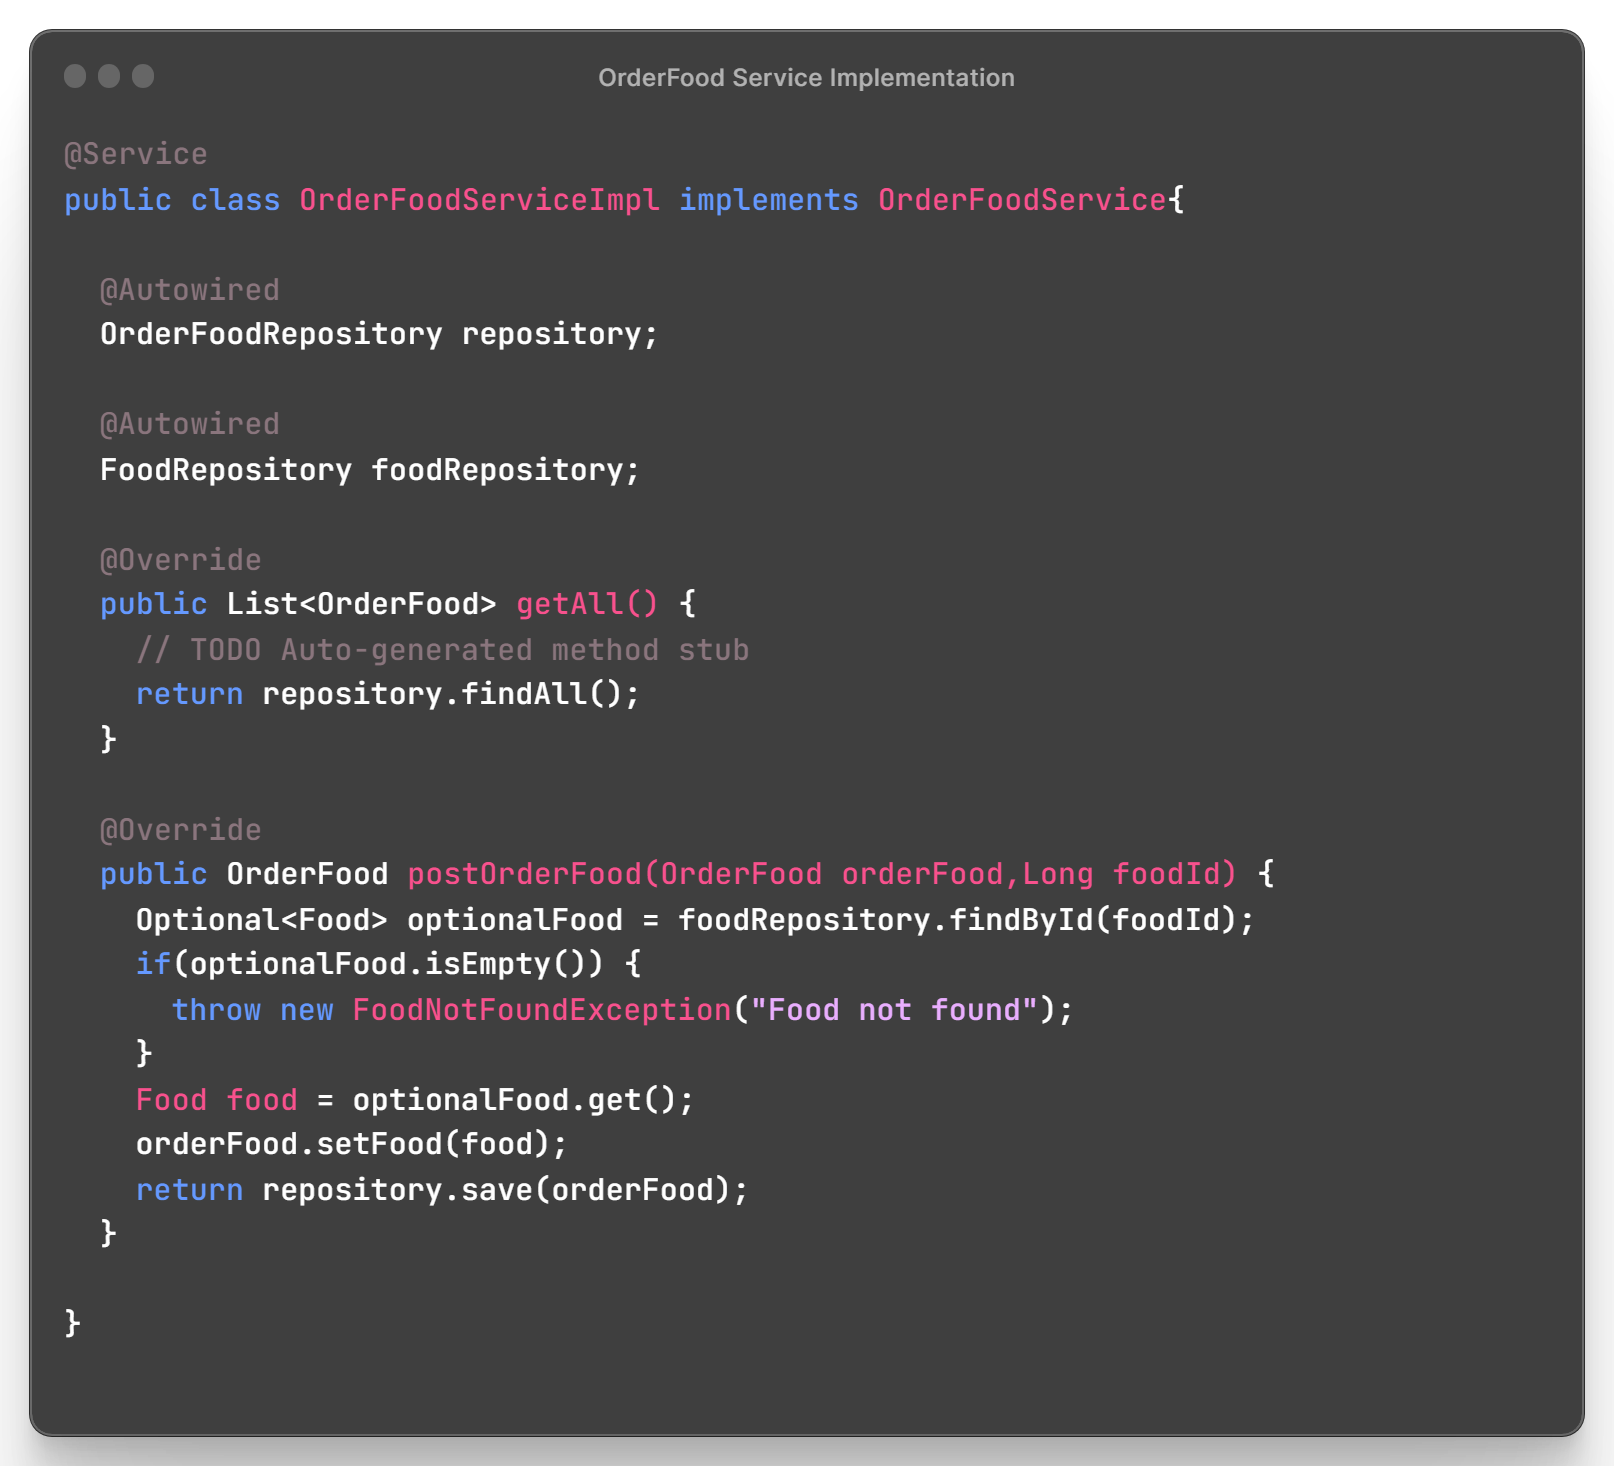 OrderFood Service Implementation
@Service
public class OrderFoodServiceImpl implements OrderFoodService{
@Autowired
OrderFoodRepository repository;
@Autowired
FoodRepository foodRepository;
@Override
public List<OrderFood> getAll() {
// TODO Auto-generated method stub
return repository.findAll();
}
@Override
public OrderFood postOrderFood(OrderFood orderFood,Long foodId) {
Optional<Food> optionalFood = foodRepository.findById(foodId);
if(optionalFood.isEmpty()) {
throw new FoodNotFoundException("Food not found");
}
Food food = optionalFood.get();
orderFood.setFood(food);
return repository.save(orderFood);
}
}